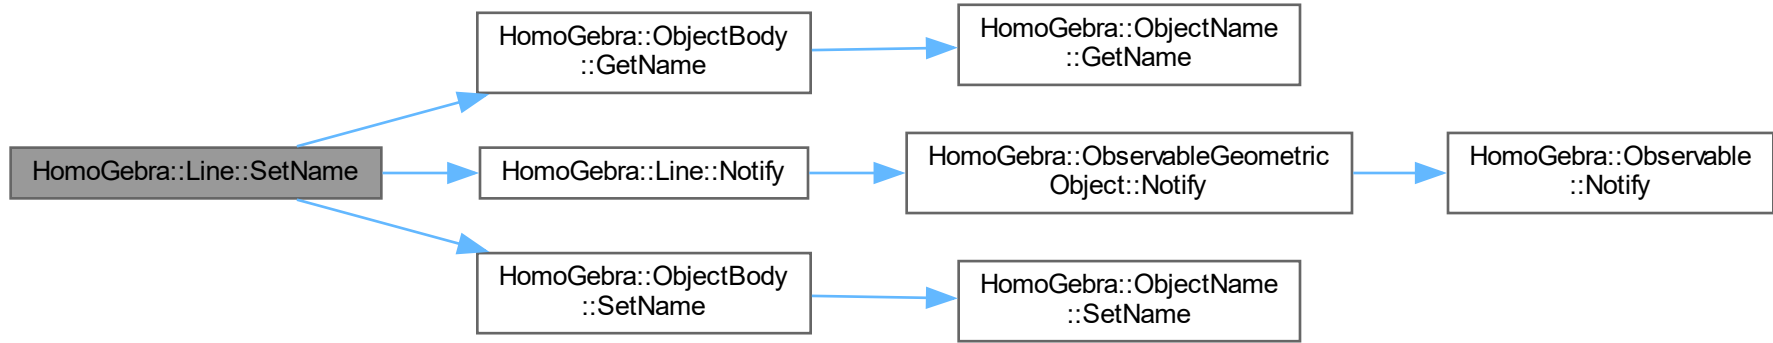 HomoGebra::Line::SetName
HomoGebra::ObjectBody
::GetName
HomoGebra::ObjectName
::GetName
HomoGebra::Line::Notify
HomoGebra::ObservableGeometric
Object::Notify
HomoGebra::Observable
::Notify
HomoGebra::ObjectBody
::SetName
HomoGebra::ObjectName
::SetName